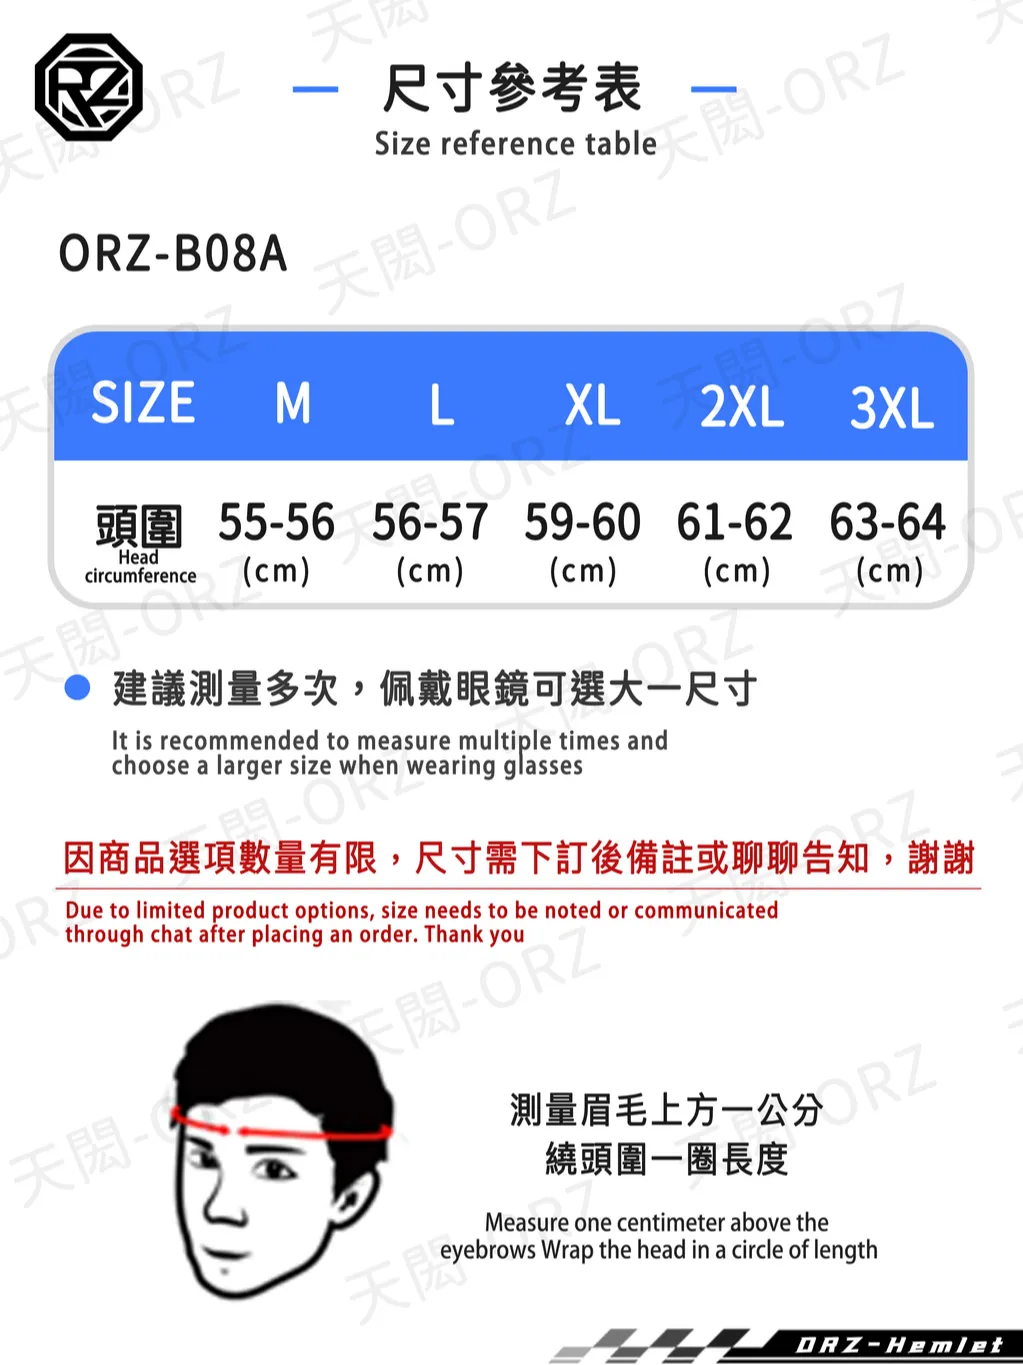 ORZ
尺寸參考表
Size reference table
ORZ-B08A
SIZE M L XL 2XL 3XL
頭圍 55-56 56-57 59-60 61-62 63-64
Head
circumference (cm) (cm) (cm) (cm) (cm)
建議測量多次，佩戴眼鏡可選大一尺寸
It is recommended to measure multiple times and
choose a larger size when wearing glasses
因商品選項數量有限，尺寸需下訂後備註或聊聊告知，謝謝
Due to limited product options, size needs to be noted or communicated
through chat after placing an order. Thank you
測量眉毛上方一公分
繞頭圍一圈長度
Measure one centimeter above the
eyebrows Wrap the head in a circle of length
ORZ-Hemlet
天閎-ORZ